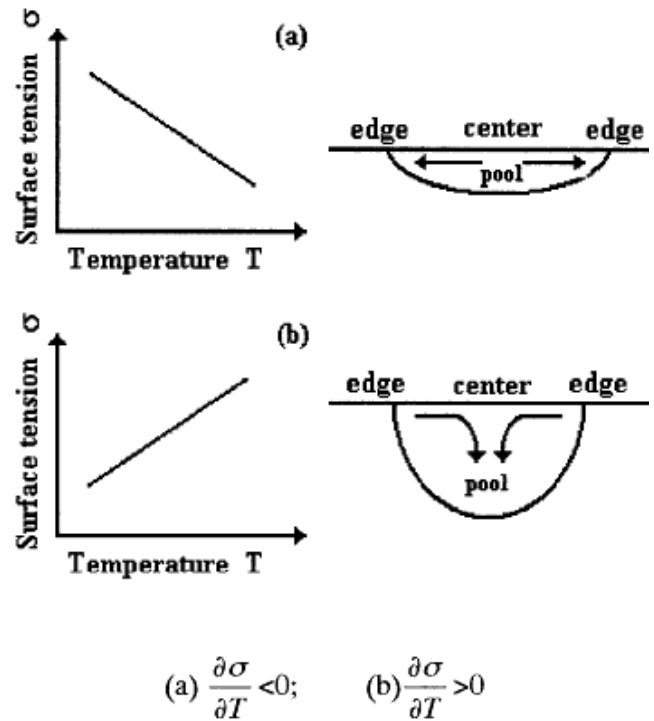 (a)
Surface tension σ
Temperature T
edge center edge
pool
(b)
Surface tension σ
Temperature T
edge center edge
pool
(a) ∂σ/∂T <0; (b) ∂σ/∂T >0